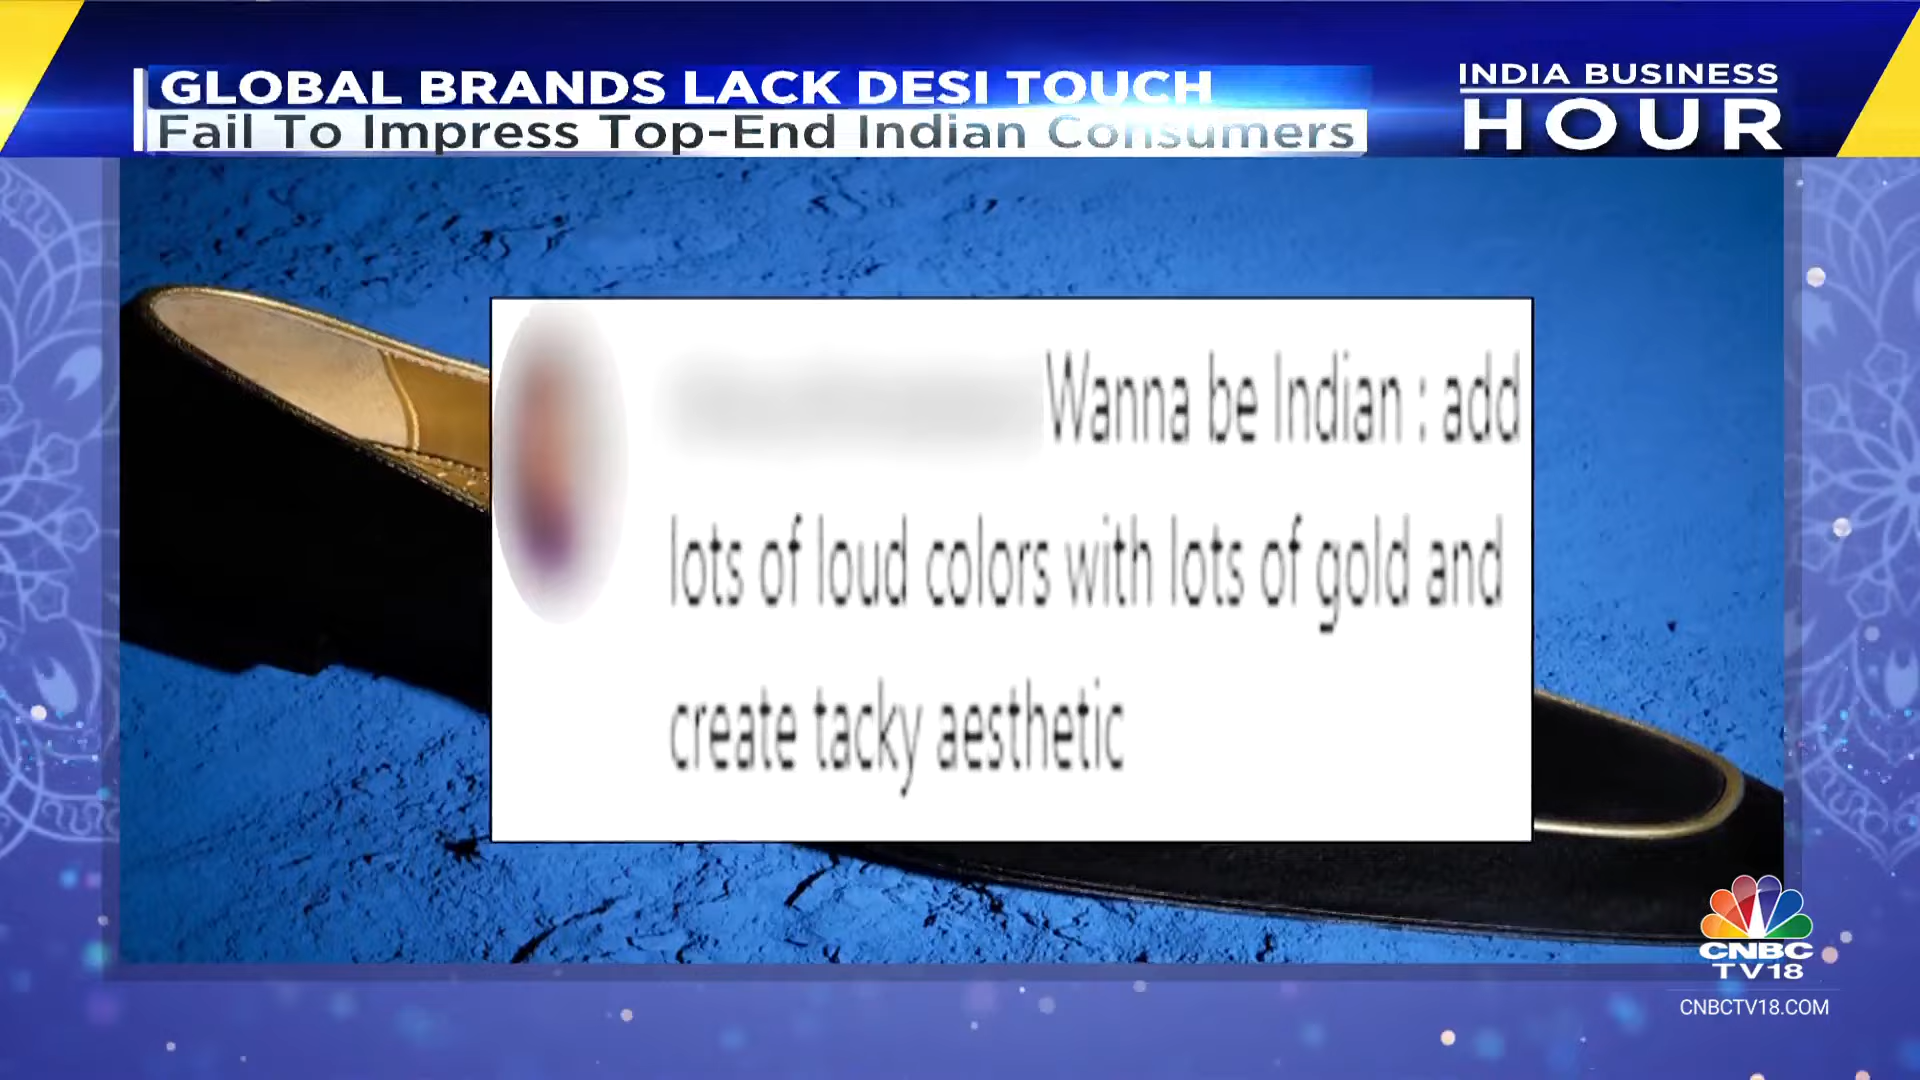 GLOBAL BRANDS LACK DESI TOUCH
Fail To Impress Top-End Indian Consumers
INDIA BUSINESS
HOUR
Wanna be Indian : add
lots of loud colors with lots of gold and
create tacky aesthetic
CNBC
TV18
CNBCTV18.COM